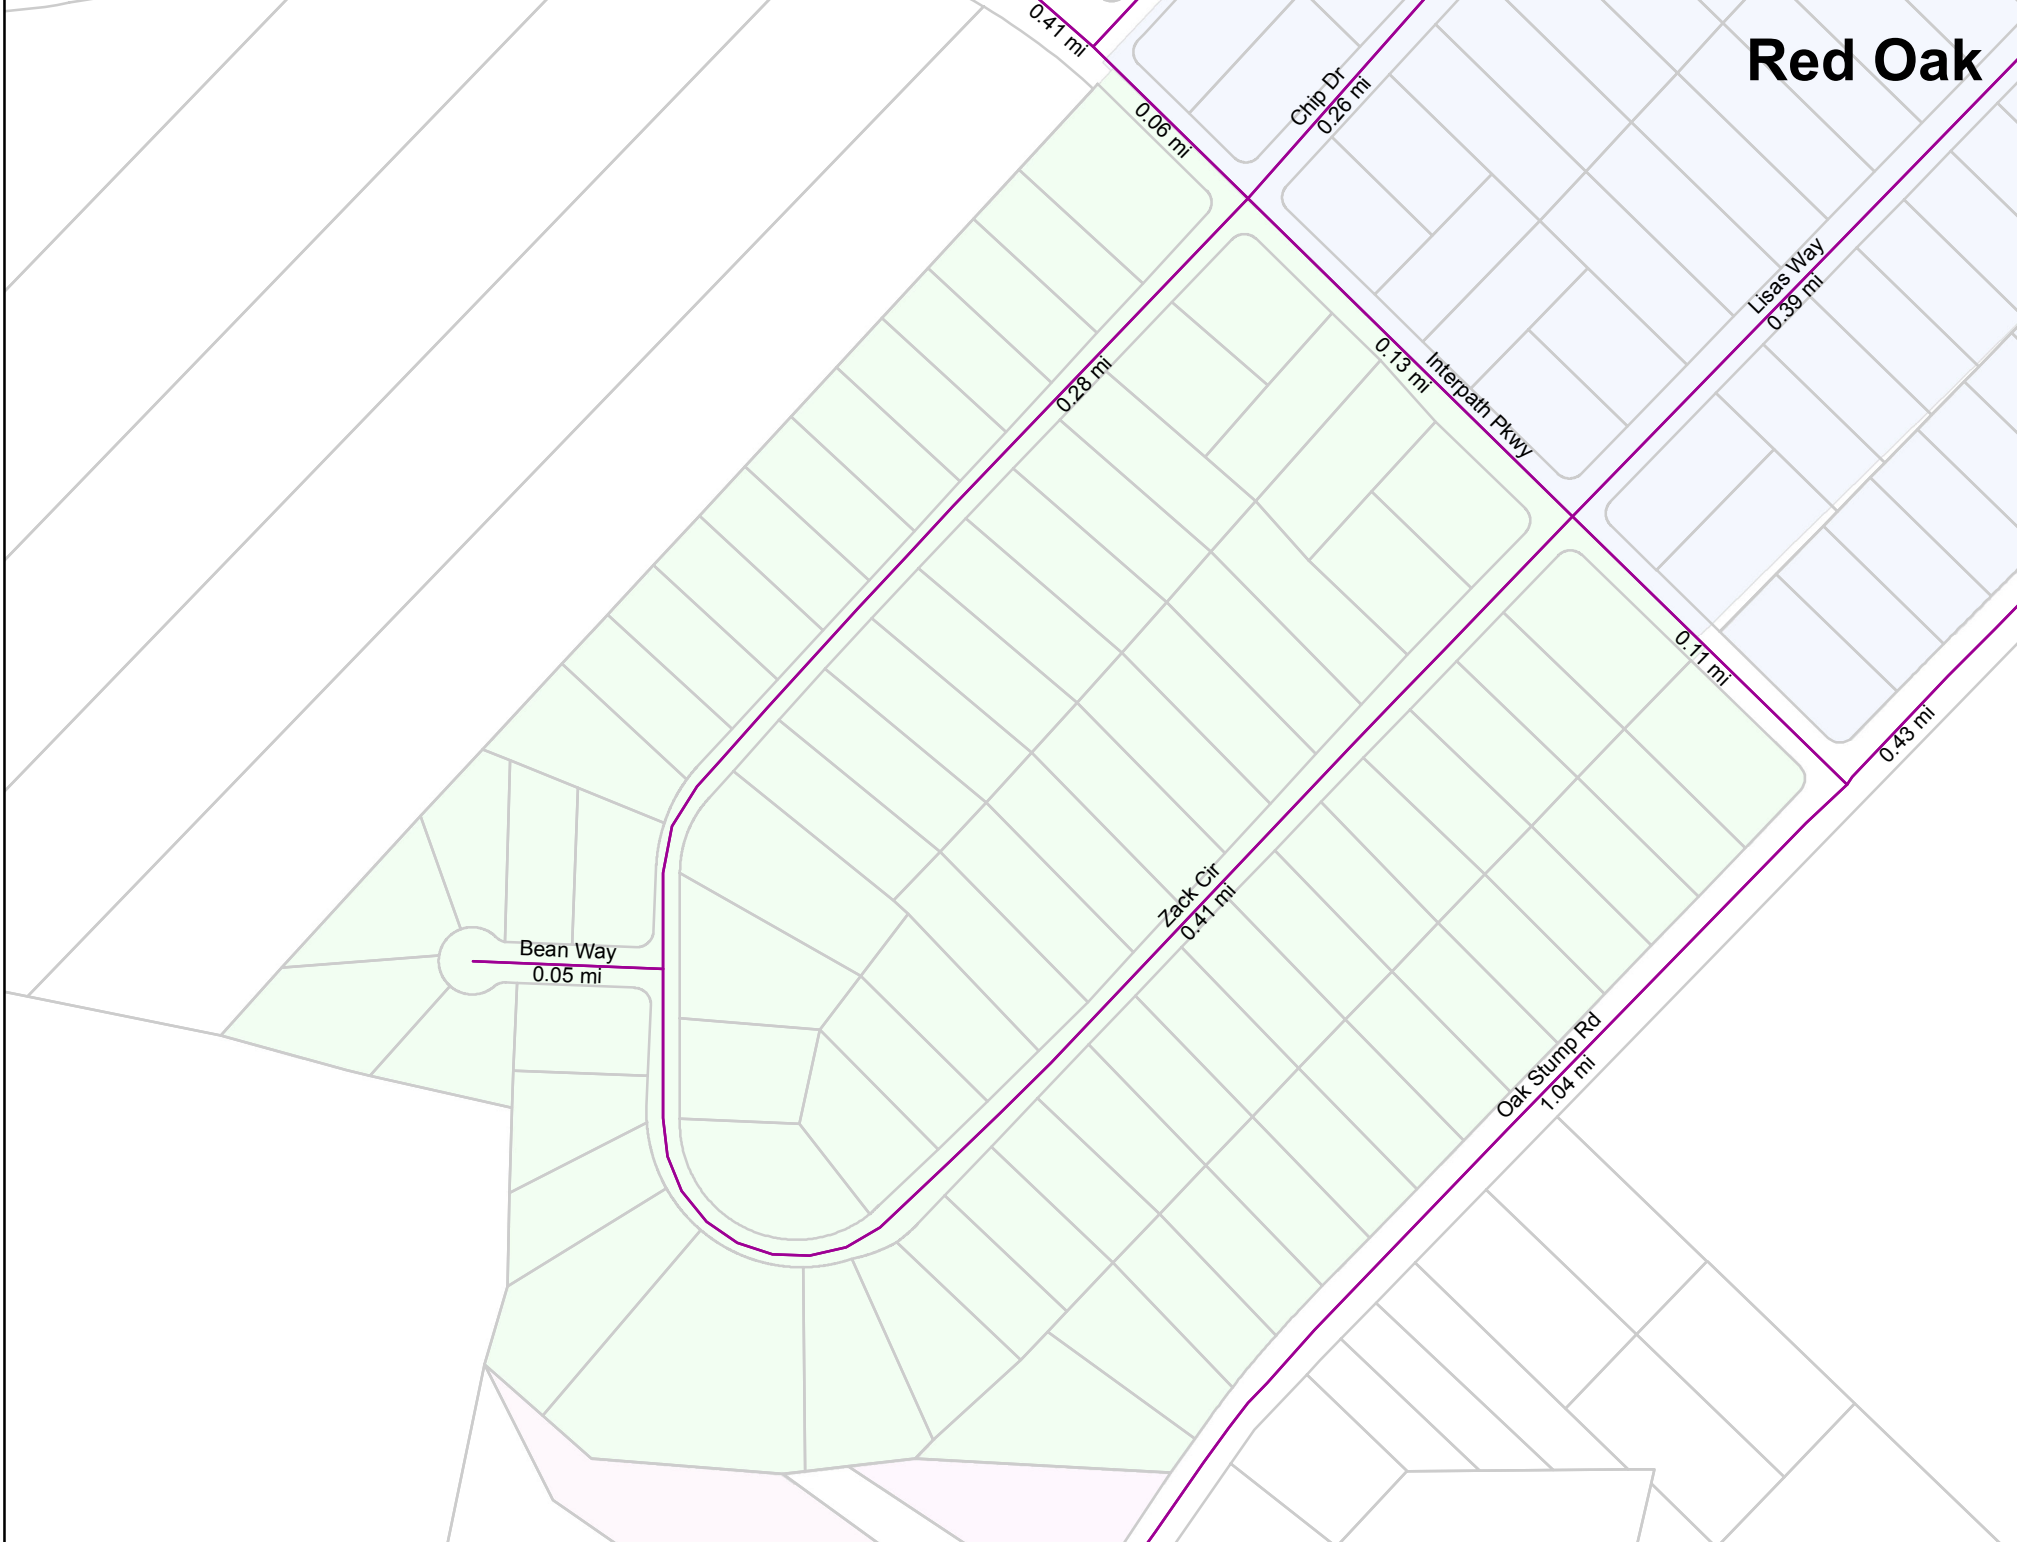 0.41 mi
Red Oak
Chip Dr
0.26 mi
0.06 mi
Lisas Way
0.39 mi
0.28 mi
0.13 mi
Interpath Pkwy
0.11 mi
0.43 mi
Zack Cir
0.41 mi
Bean Way
0.05 mi
Oak Stump Rd
1.04 mi